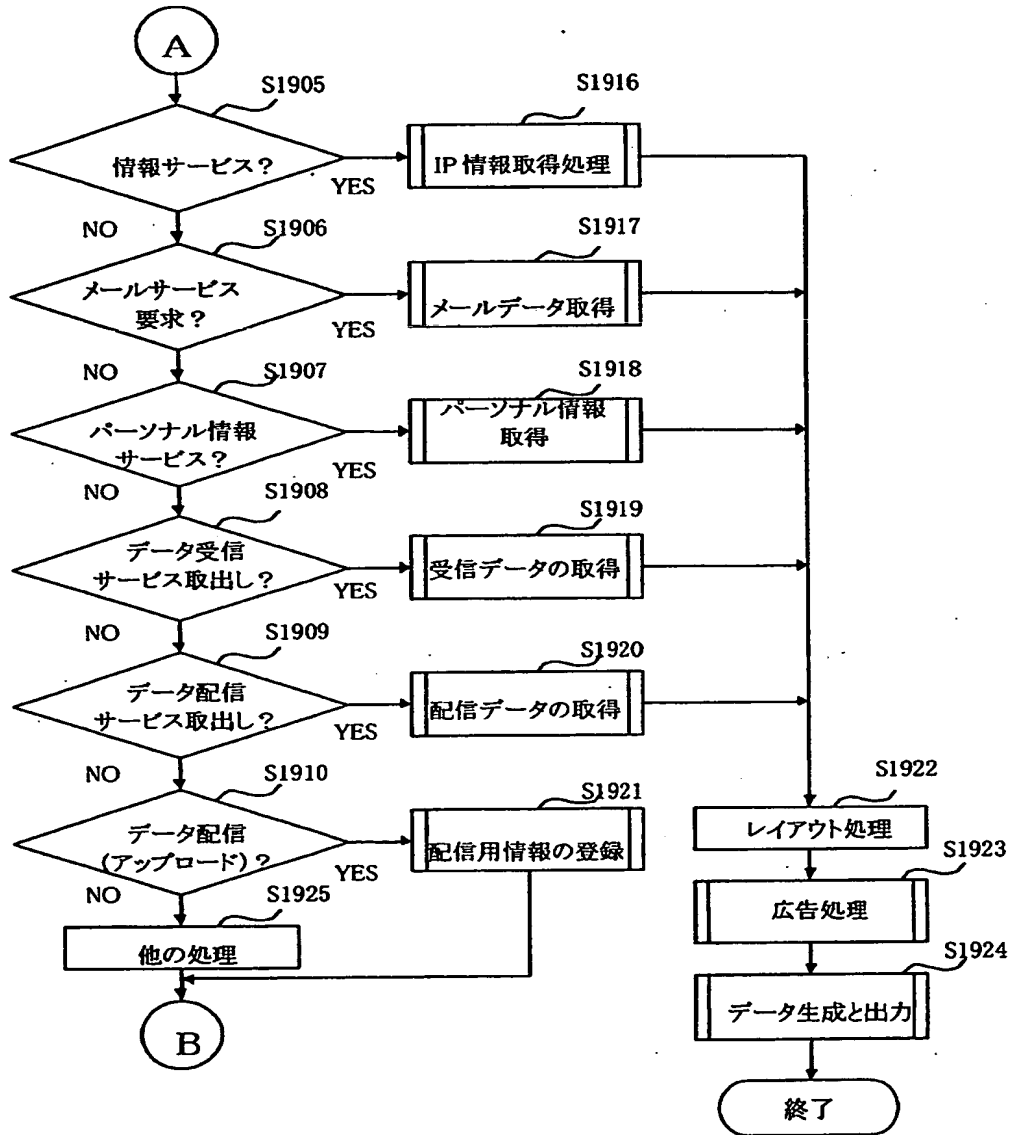 A
S1905
情報サービス?
YES
NO
S1916
IP 情報取得処理
S1906
メールサービス
要求?
YES
NO
S1917
メールデータ取得
S1907
パーソナル情報
サービス?
YES
NO
S1918
パーソナル情報
取得
S1908
データ受信
サービス取出し?
YES
NO
S1919
受信データの取得
S1909
データ配信
サービス取出し?
YES
NO
S1920
配信データの取得
S1910
データ配信
(アップロード)?
YES
NO
S1921
配信用情報の登録
S1925
他の処理
B
S1922
レイアウト処理
S1923
広告処理
S1924
データ生成と出力
終了